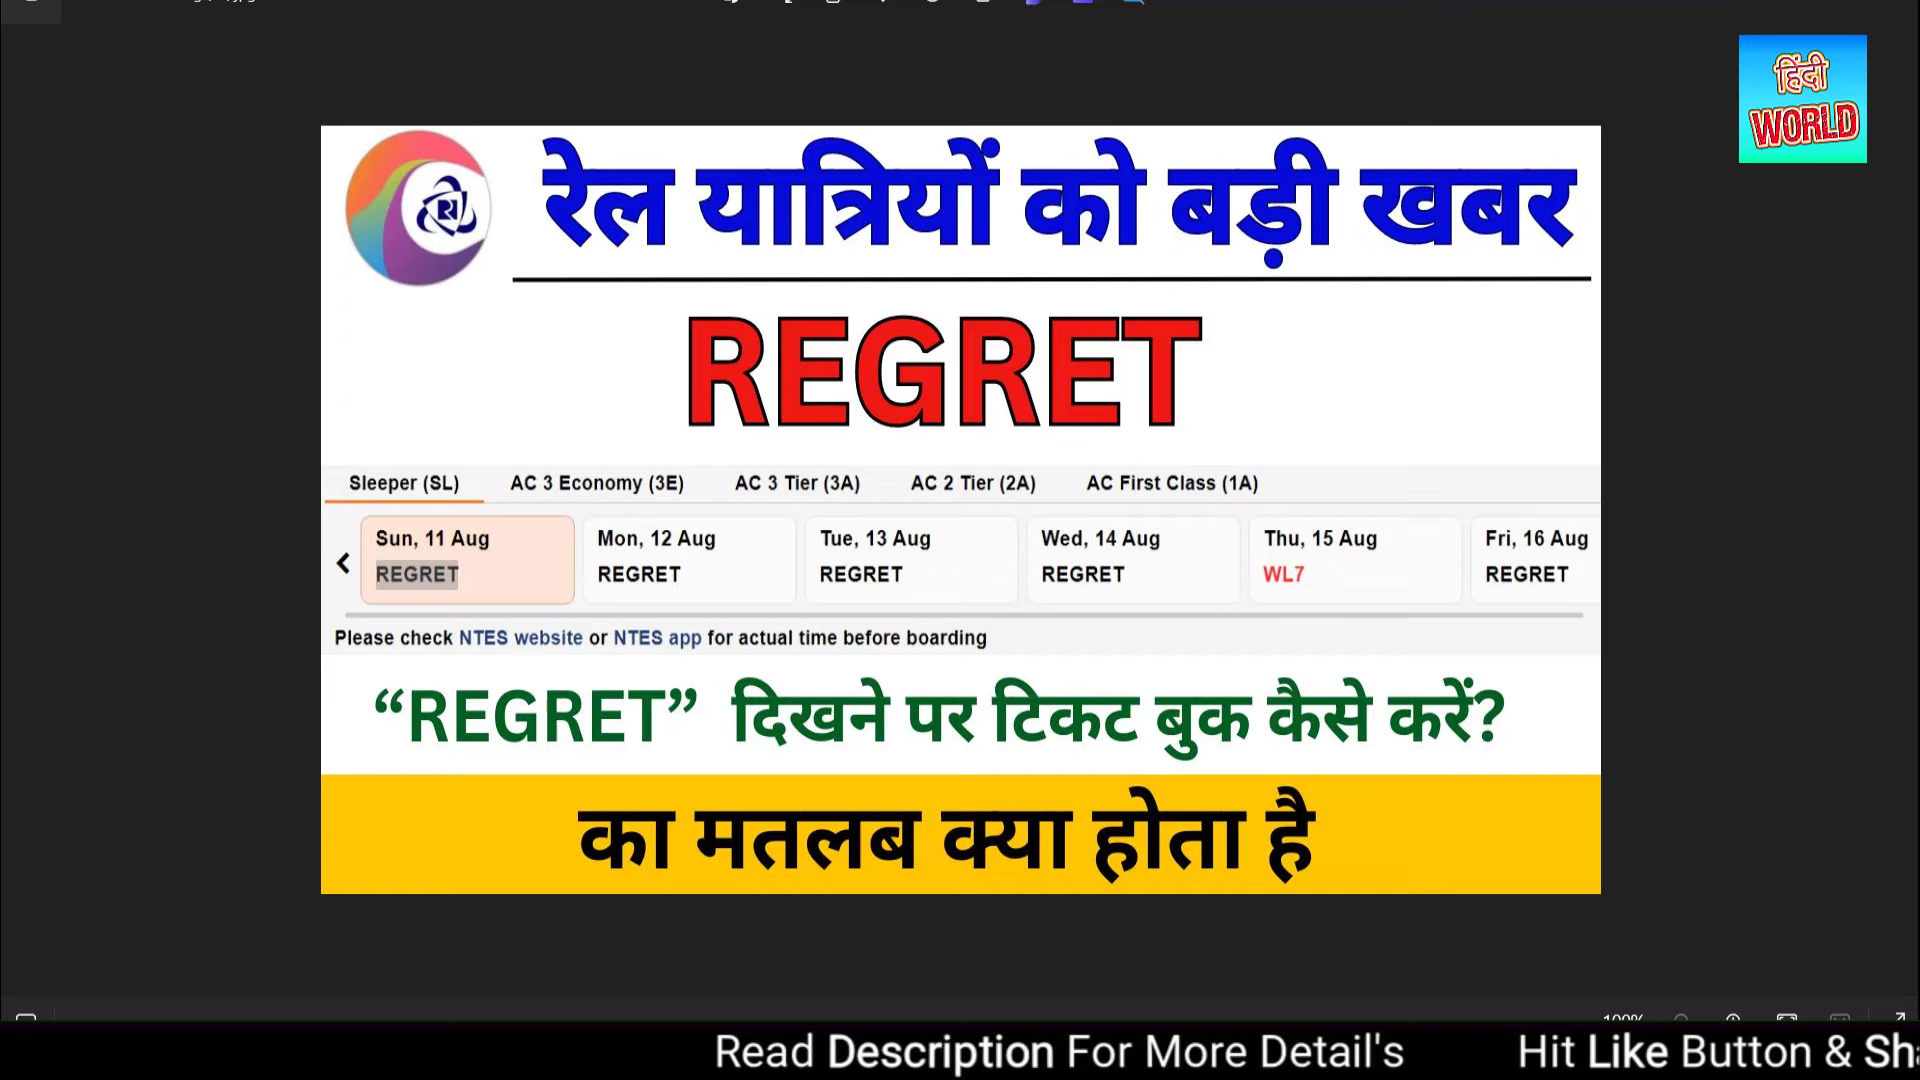 हिंदी
WORLD
रेल यात्रियों को बड़ी खबर
REGRET
Sleeper (SL) AC 3 Economy (3E) AC 3 Tier (3A) AC 2 Tier (2A) AC First Class (1A)
Sun, 11 Aug Mon, 12 Aug Tue, 13 Aug Wed, 14 Aug Thu, 15 Aug Fri, 16 Aug
REGRET REGRET REGRET REGRET WL7 REGRET
Please check NTES website or NTES app for actual time before boarding
“REGRET” दिखने पर टिकट बुक कैसे करें?
का मतलब क्या होता है
100%
Read Description For More Detail's Hit Like Button & Sh